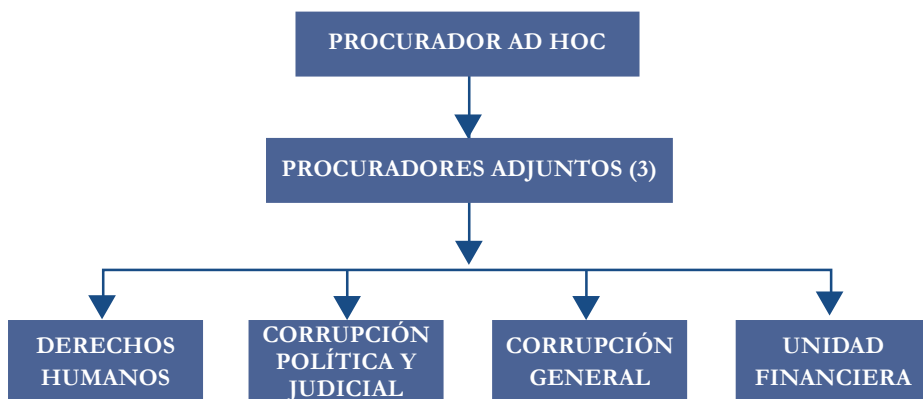 PROCURADOR AD HOC
PROCURADORES ADJUNTOS (3)
DERECHOS
HUMANOS
CORRUPCIÓN
POLÍTICA Y
JUDICIAL
CORRUPCIÓN
GENERAL
UNIDAD
FINANCIERA